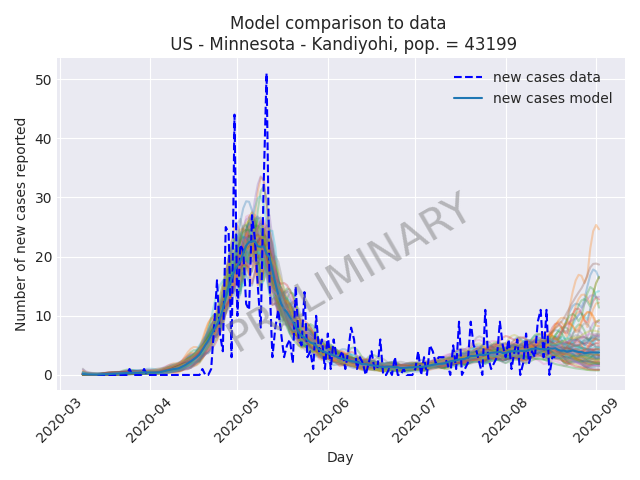 Model comparison to data
US - Minnesota - Kandiyohi, pop. = 43199
new cases data
new cases model
PRELIMINARY
Number of new cases reported
50
40
30
20
10
0
2020-03
2020-04
2020-05
2020-06
2020-07
2020-08
2020-09
Day